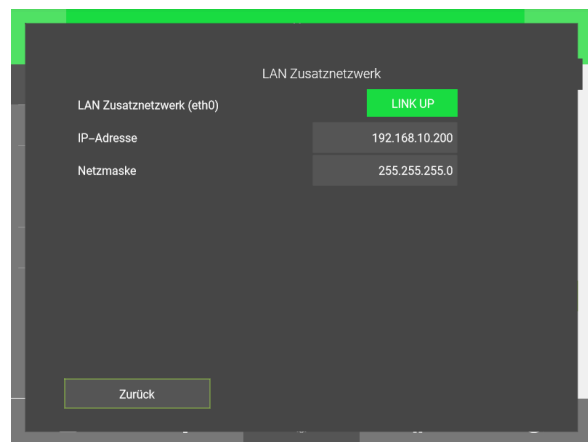 LAN Zusatznetzwerk
LAN Zusatznetzwerk (eth0) LINK UP
IP-Adresse 192.168.10.200
Netzmaske 255.255.255.0
Zurück